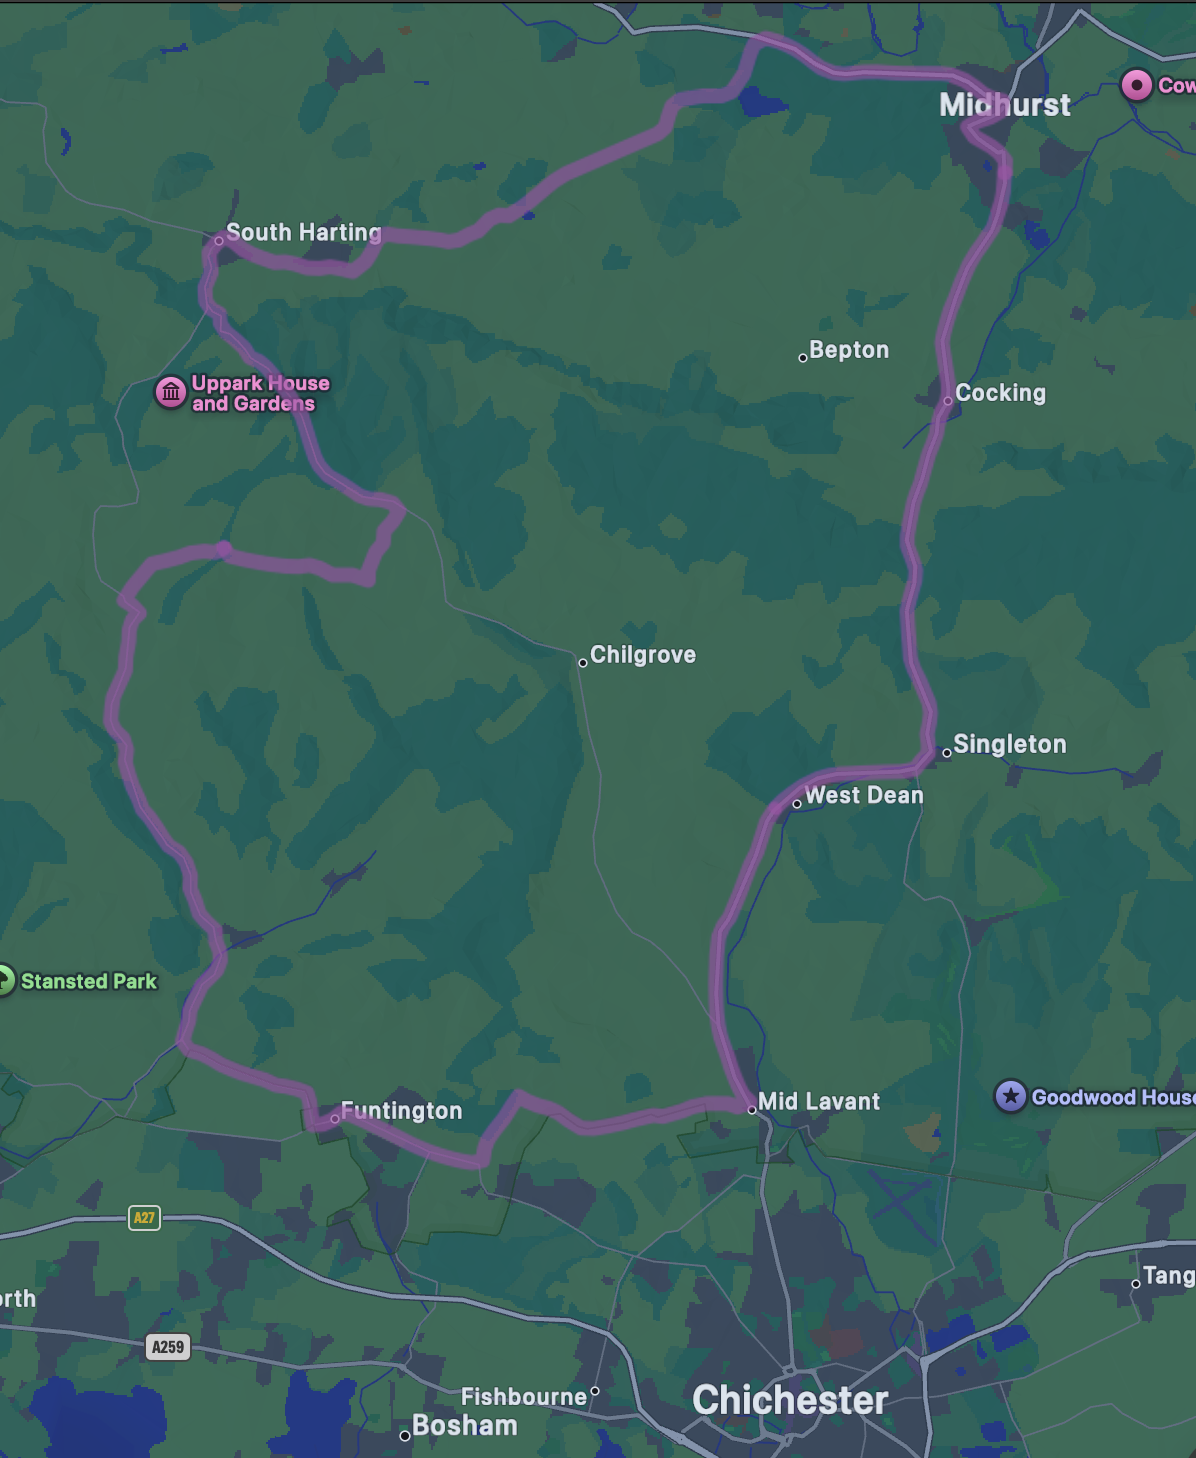 Midhurst
Cow
South Harting
Bepton
Uppark House
and Gardens
Cocking
Chilgrove
Singleton
West Dean
Stansted Park
Goodwood House
Mid Lavant
Funtington
A27
Tang
orth
A259
Fishbourne
Chichester
Bosham